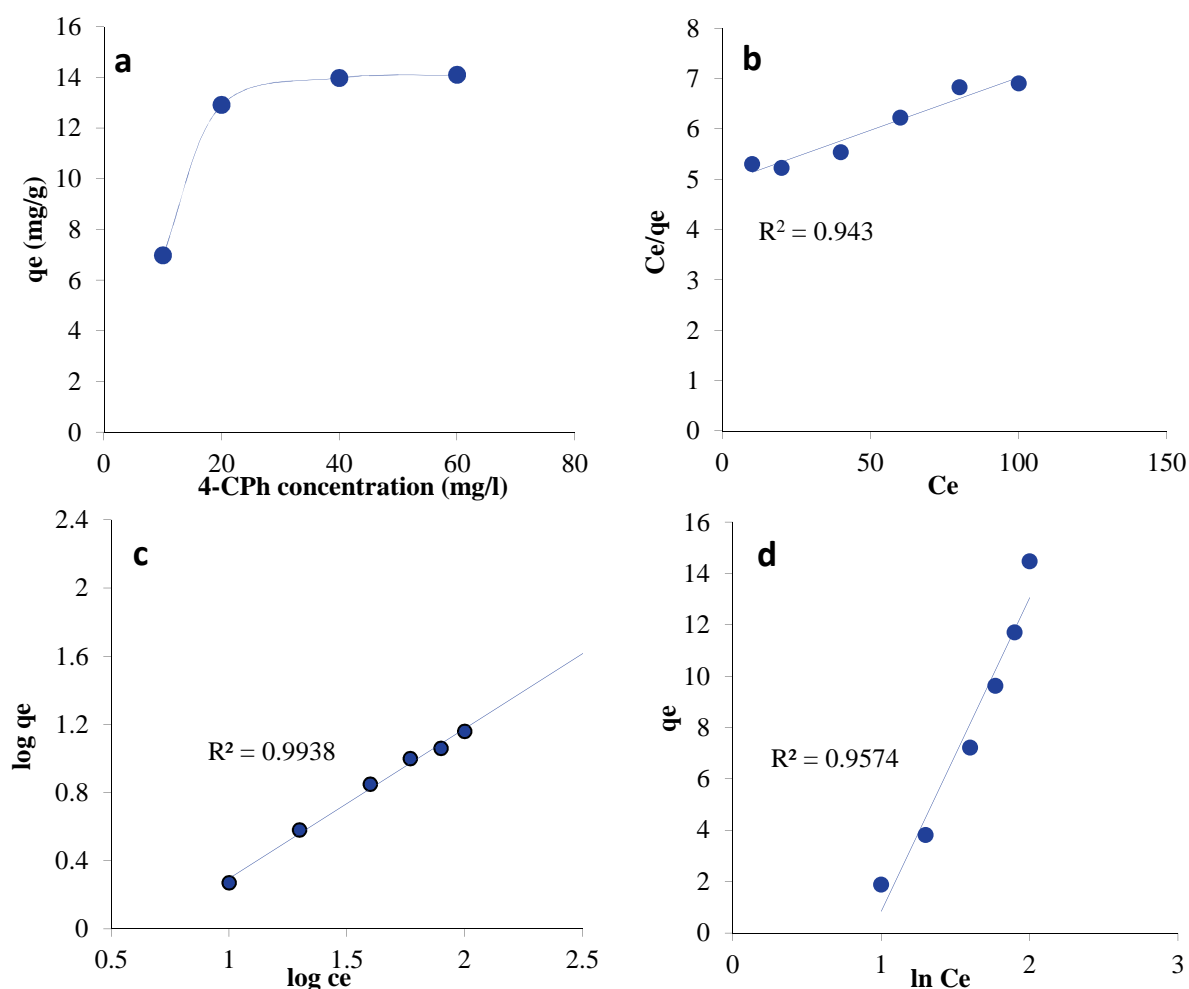 a
qe (mg/g)
16
14
12
10
8
6
4
2
0
0 20 40 60 80
4-CPh concentration (mg/l)
b
Ce/qe
8
7
6
5
4
3
2
1
0
R² = 0.943
0 50 100 150
Ce
c
log qe
2.4
2
1.6
1.2
0.8
0.4
0
R² = 0.9938
0.5 1 1.5 2 2.5
log ce
d
qe
16
14
12
10
8
6
4
2
0
R² = 0.9574
0 1 2 3
ln Ce